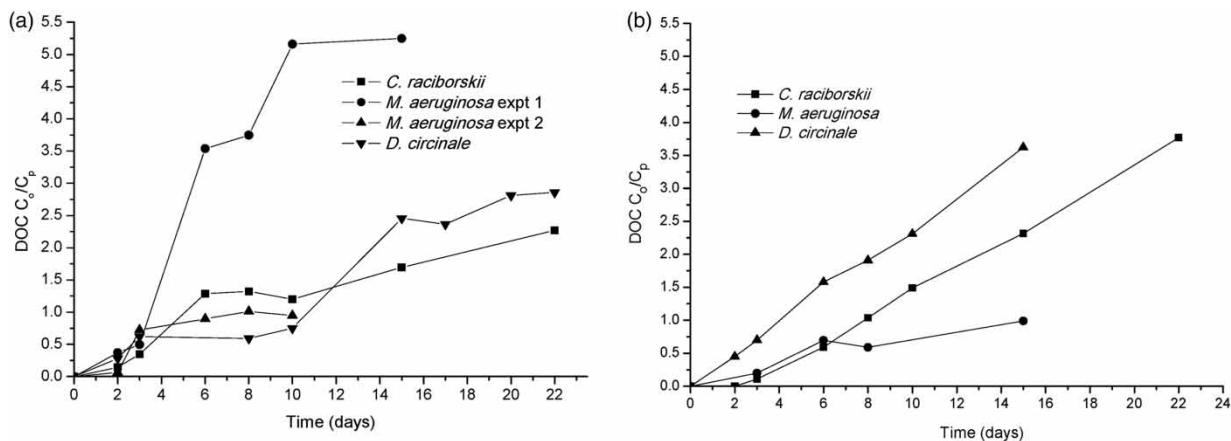 (a)
5.5
5.0
4.5
4.0
3.5
3.0
2.5
2.0
1.5
1.0
0.5
0.0
DOC Co/Cp
C. raciborskii
M. aeruginosa expt 1
M. aeruginosa expt 2
D. circinale
0 2 4 6 8 10 12 14 16 18 20 22
Time (days)
(b)
5.5
5.0
4.5
4.0
3.5
3.0
2.5
2.0
1.5
1.0
0.5
0.0
DOC Co/Cp
C. raciborskii
M. aeruginosa
D. circinale
0 2 4 6 8 10 12 14 16 18 20 22 24
Time (days)